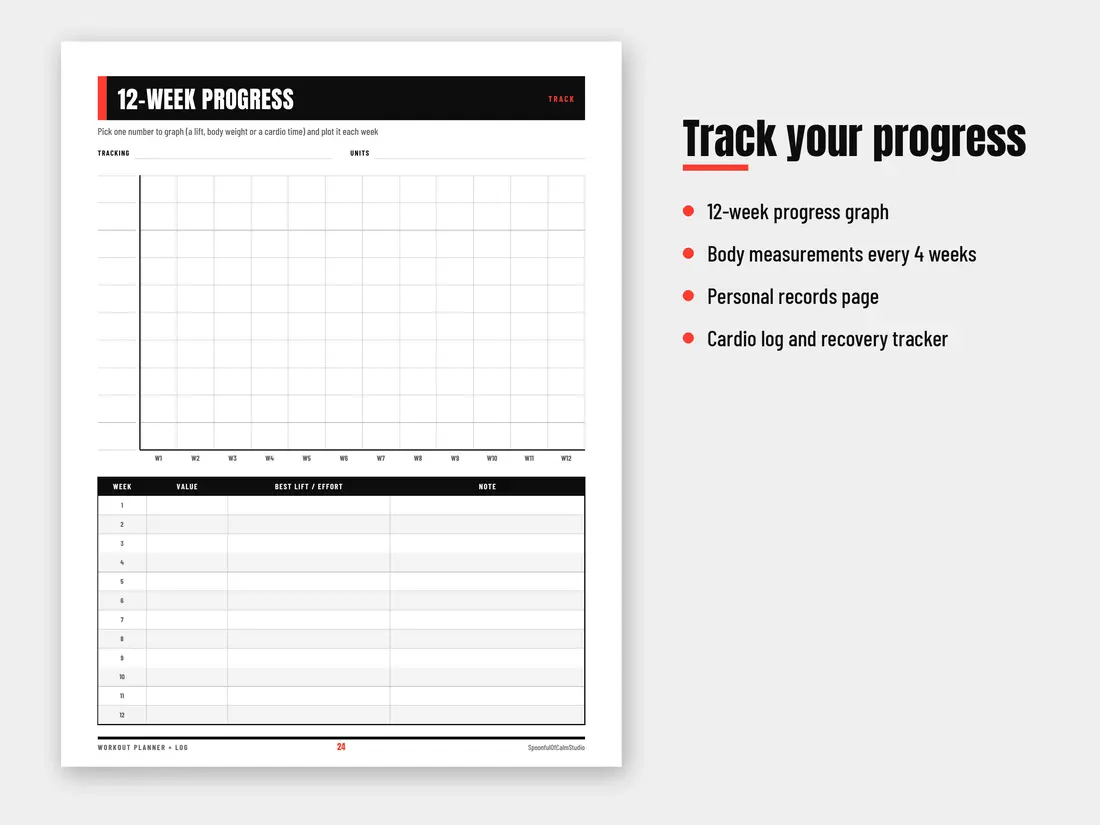 12-WEEK PROGRESS
TRACK
Pick one number to graph (a lift, body weight or a cardio time) and plot it each week
TRACKING
UNITS
W1 W2 W3 W4 W5 W6 W7 W8 W9 W10 W11 W12
WEEK VALUE BEST LIFT / EFFORT NOTE
1
2
3
4
5
6
7
8
9
10
11
12
WORKOUT PLANNER + LOG 24 SpoonfulOfCalmStudio
Track your progress
12-week progress graph
Body measurements every 4 weeks
Personal records page
Cardio log and recovery tracker